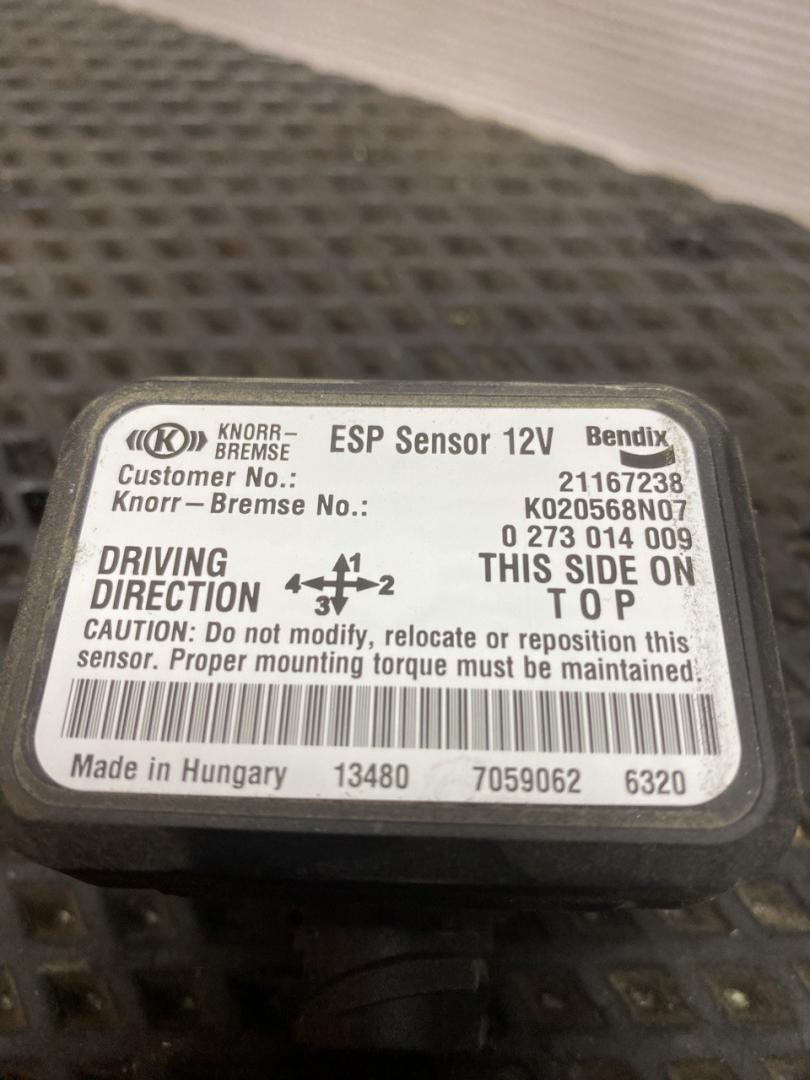 K KNORR-
BREMSE
ESP Sensor 12V
Bendix
Customer No.: 21167238
Knorr-Bremse No.: K020568N07
0 273 014 009
DRIVING
DIRECTION
1
4 2
3
THIS SIDE ON
TOP
CAUTION: Do not modify, relocate or reposition this
sensor. Proper mounting torque must be maintained.
Made in Hungary 13480 7059062 6320